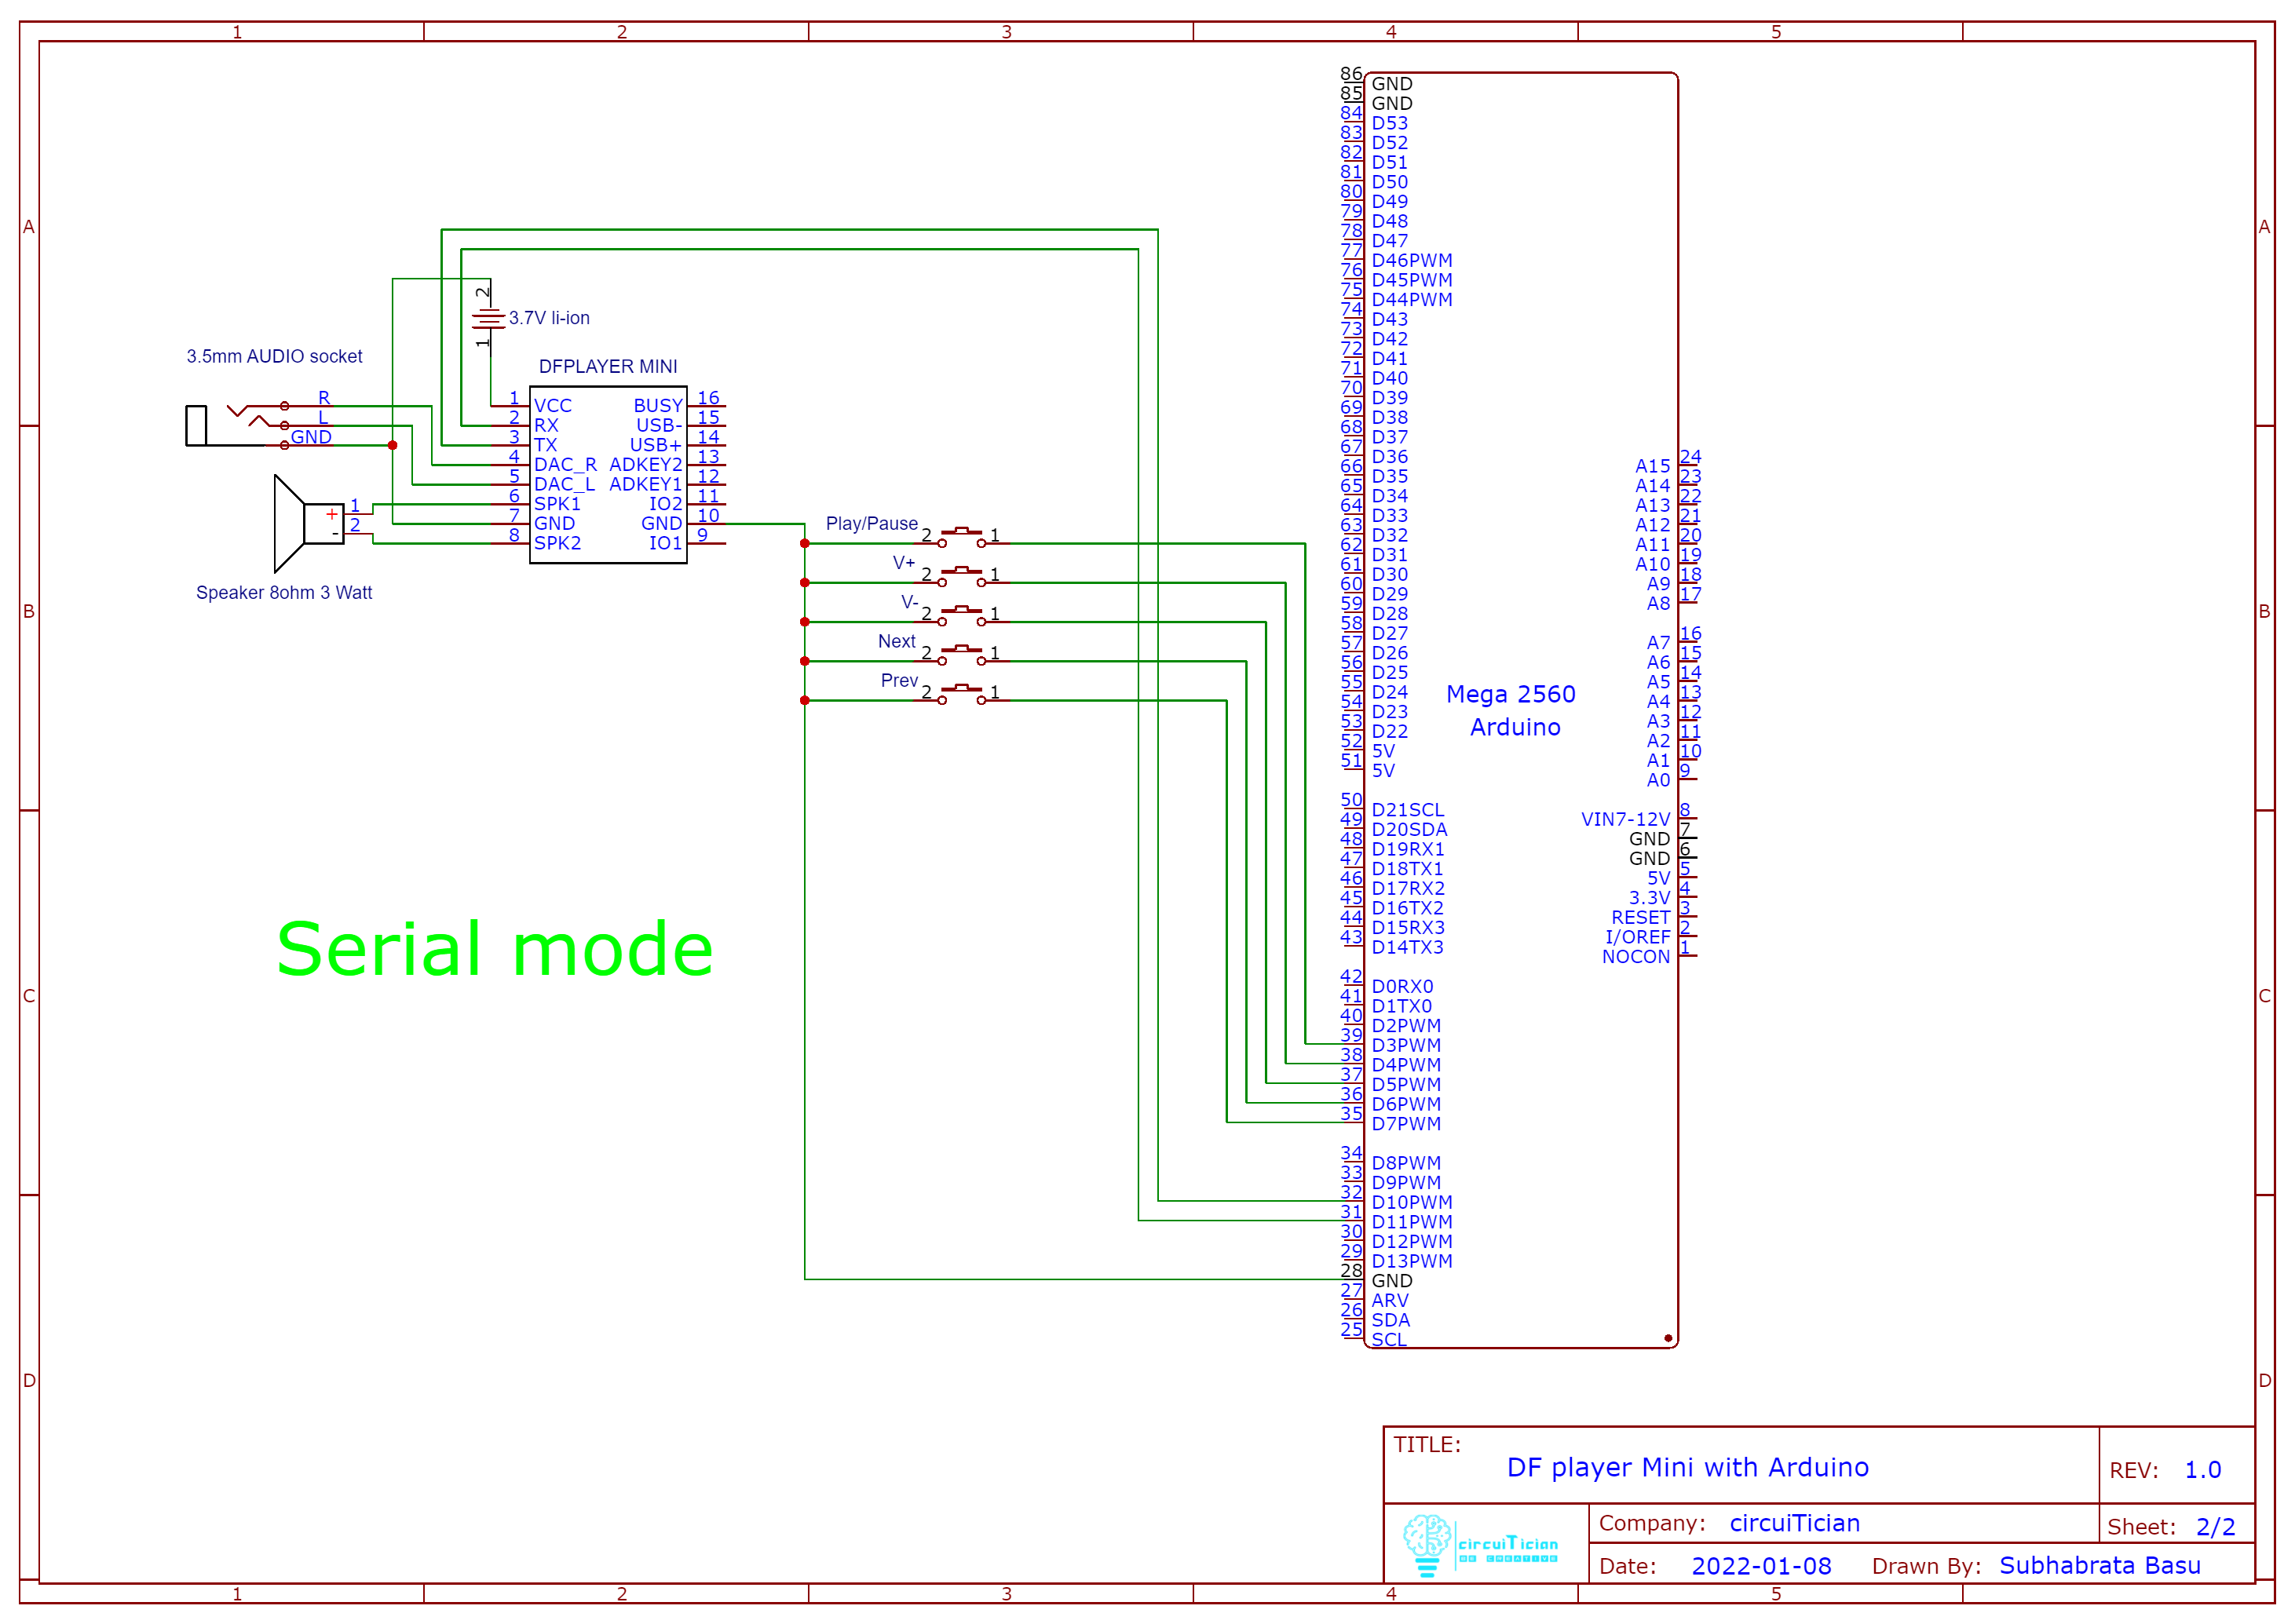 1 2 3 4 5
A
B
C
D
A
B
C
D
3.7V li-ion
2
1
3.5mm AUDIO socket
R
L
GND
Speaker 8ohm 3 Watt
+ 1
- 2
DFPLAYER MINI
1 VCC BUSY 16
2 RX USB- 15
3 TX USB+ 14
4 DAC_R ADKEY2 13
5 DAC_L ADKEY1 12
6 SPK1 IO2 11
7 GND GND 10
8 SPK2 IO1 9
Play/Pause 2 1
V+ 2 1
V- 2 1
Next 2 1
Prev 2 1
Serial mode
86 GND
85 GND
84 D53
83 D52
82 D51
81 D50
80 D49
79 D48
78 D47
77 D46PWM
76 D45PWM
75 D44PWM
74 D43
73 D42
72 D41
71 D40
70 D39
69 D38
68 D37
67 D36
66 D35
65 D34
64 D33
63 D32
62 D31
61 D30
60 D29
59 D28
58 D27
57 D26
56 D25
55 D24
54 D23
53 D22
52 5V
51 5V
50 D21SCL
49 D20SDA
48 D19RX1
47 D18TX1
46 D17RX2
45 D16TX2
44 D15RX3
43 D14TX3
42 D0RX0
41 D1TX0
40 D2PWM
39 D3PWM
38 D4PWM
37 D5PWM
36 D6PWM
35 D7PWM
34 D8PWM
33 D9PWM
32 D10PWM
31 D11PWM
30 D12PWM
29 D13PWM
28 GND
27 ARV
26 SDA
25 SCL
Mega 2560
Arduino
A15 24
A14 23
A13 22
A12 21
A11 20
A10 19
A9 18
A8 17
A7 16
A6 15
A5 14
A4 13
A3 12
A2 11
A1 10
A0 9
VIN7-12V 8
GND 7
GND 6
5V 5
3.3V 4
RESET 3
I/OREF 2
NOCON 1
TITLE:
DF player Mini with Arduino
REV: 1.0
circuiTician
BE CREATIVE
Company: circuiTician
Sheet: 2/2
Date: 2022-01-08 Drawn By: Subhabrata Basu
1 2 3 4 5